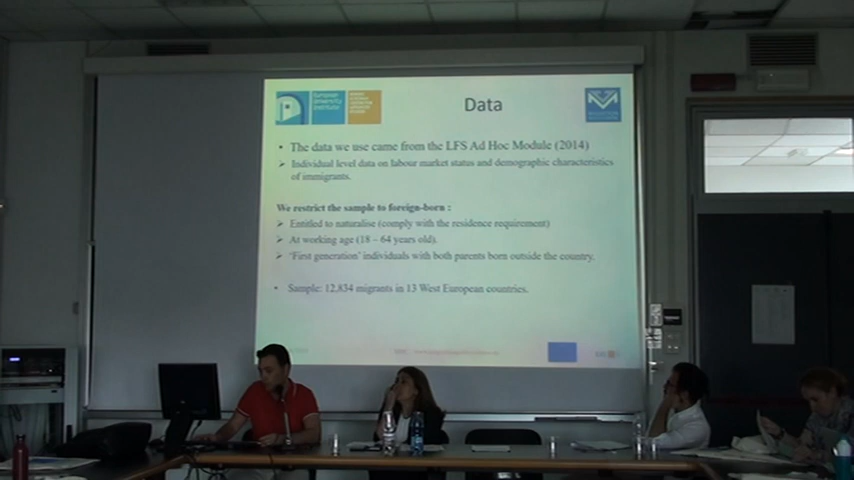 European
University
Institute
Data
• The data we use came from the LFS Ad Hoc Module (2014)
➢ Individual level data on labour market status and demographic characteristics
of immigrants.
We restrict the sample to foreign-born :
➢ Entitled to naturalise (comply with the residence requirement)
➢ At working age (18 – 64 years old).
➢ ‘First generation’ individuals with both parents born outside the country.
• Sample: 12,834 migrants in 13 West European countries.